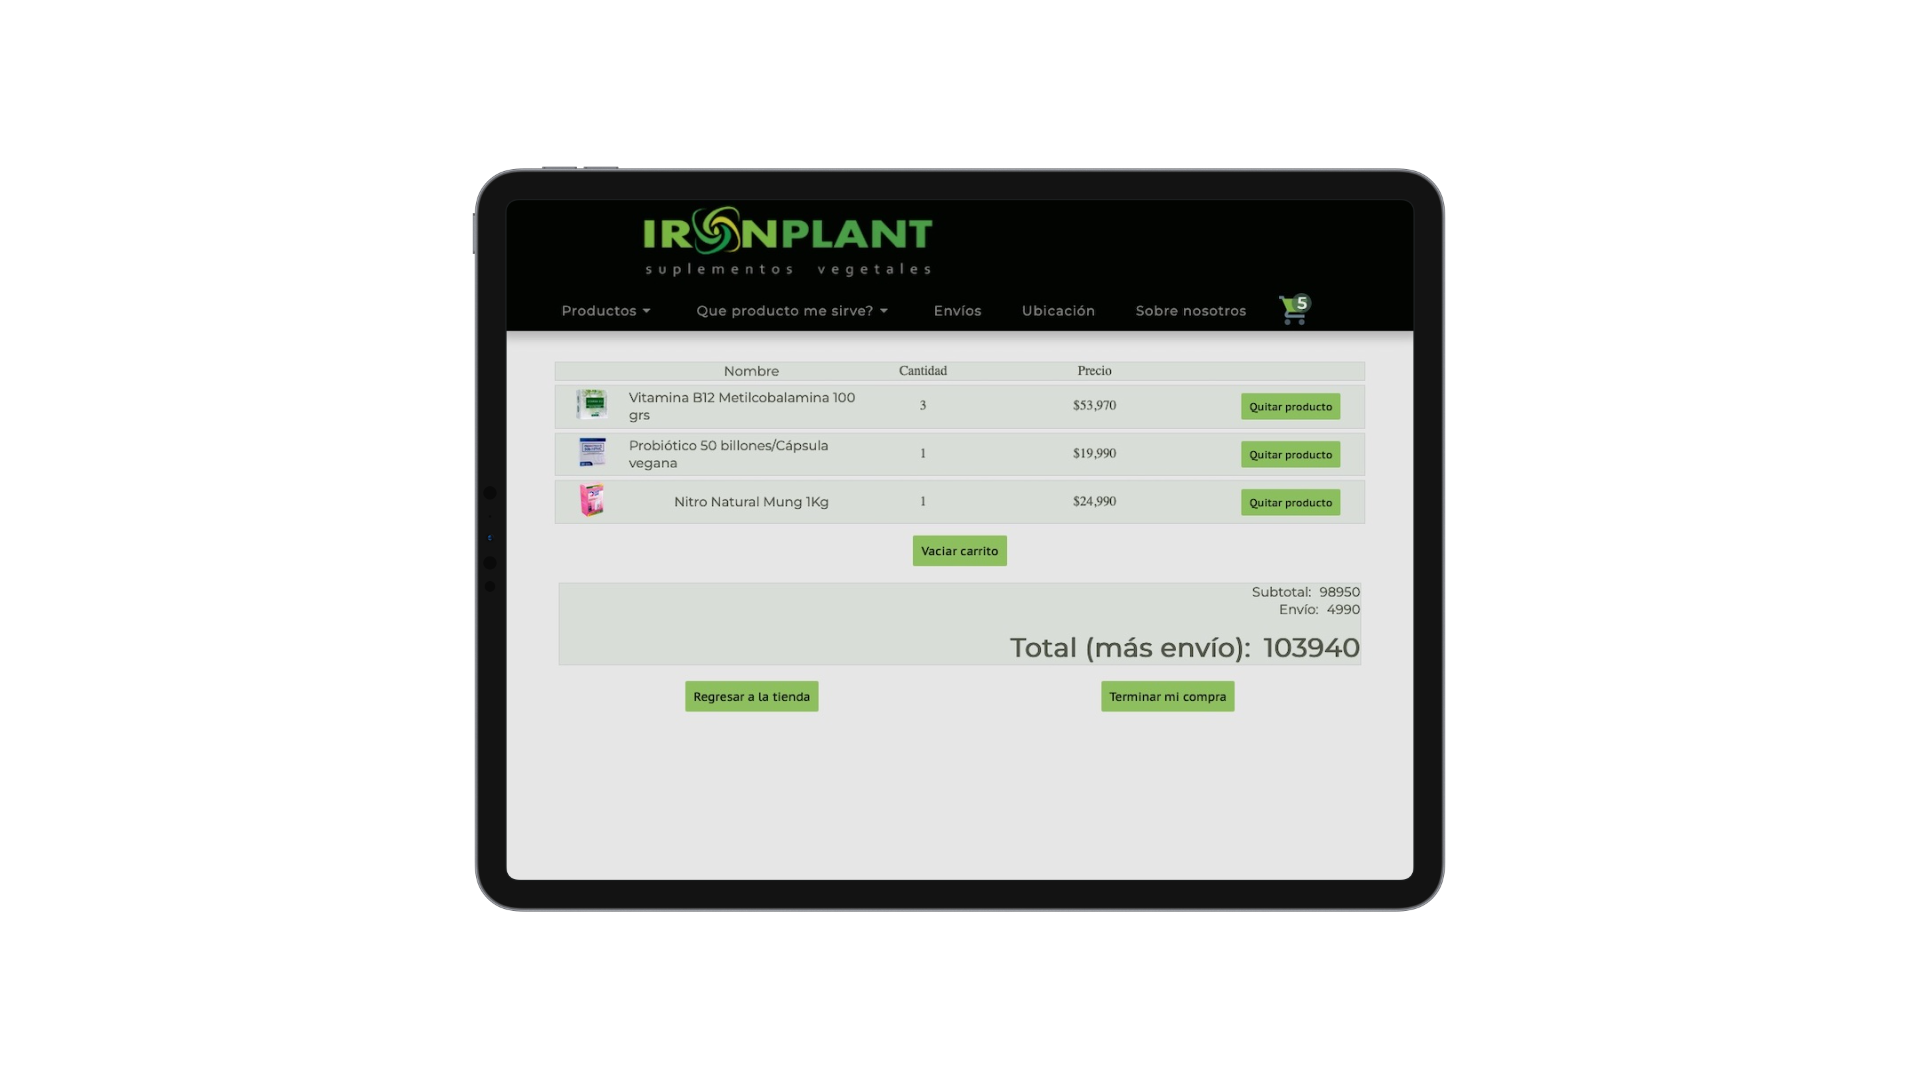 IRONPLANT
suplementos vegetales
Productos Que producto me sirve? Envíos Ubicación Sobre nosotros 5
Nombre Cantidad Precio
Vitamina B12 Metilcobalamina 100
grs
3 $53,970 Quitar producto
Probiótico 50 billones/Cápsula
vegana
1 $19,990 Quitar producto
Nitro Natural Mung 1Kg 1 $24,990 Quitar producto
Vaciar carrito
Subtotal: 98950
Envío: 4990
Total (más envío): 103940
Regresar a la tienda Terminar mi compra